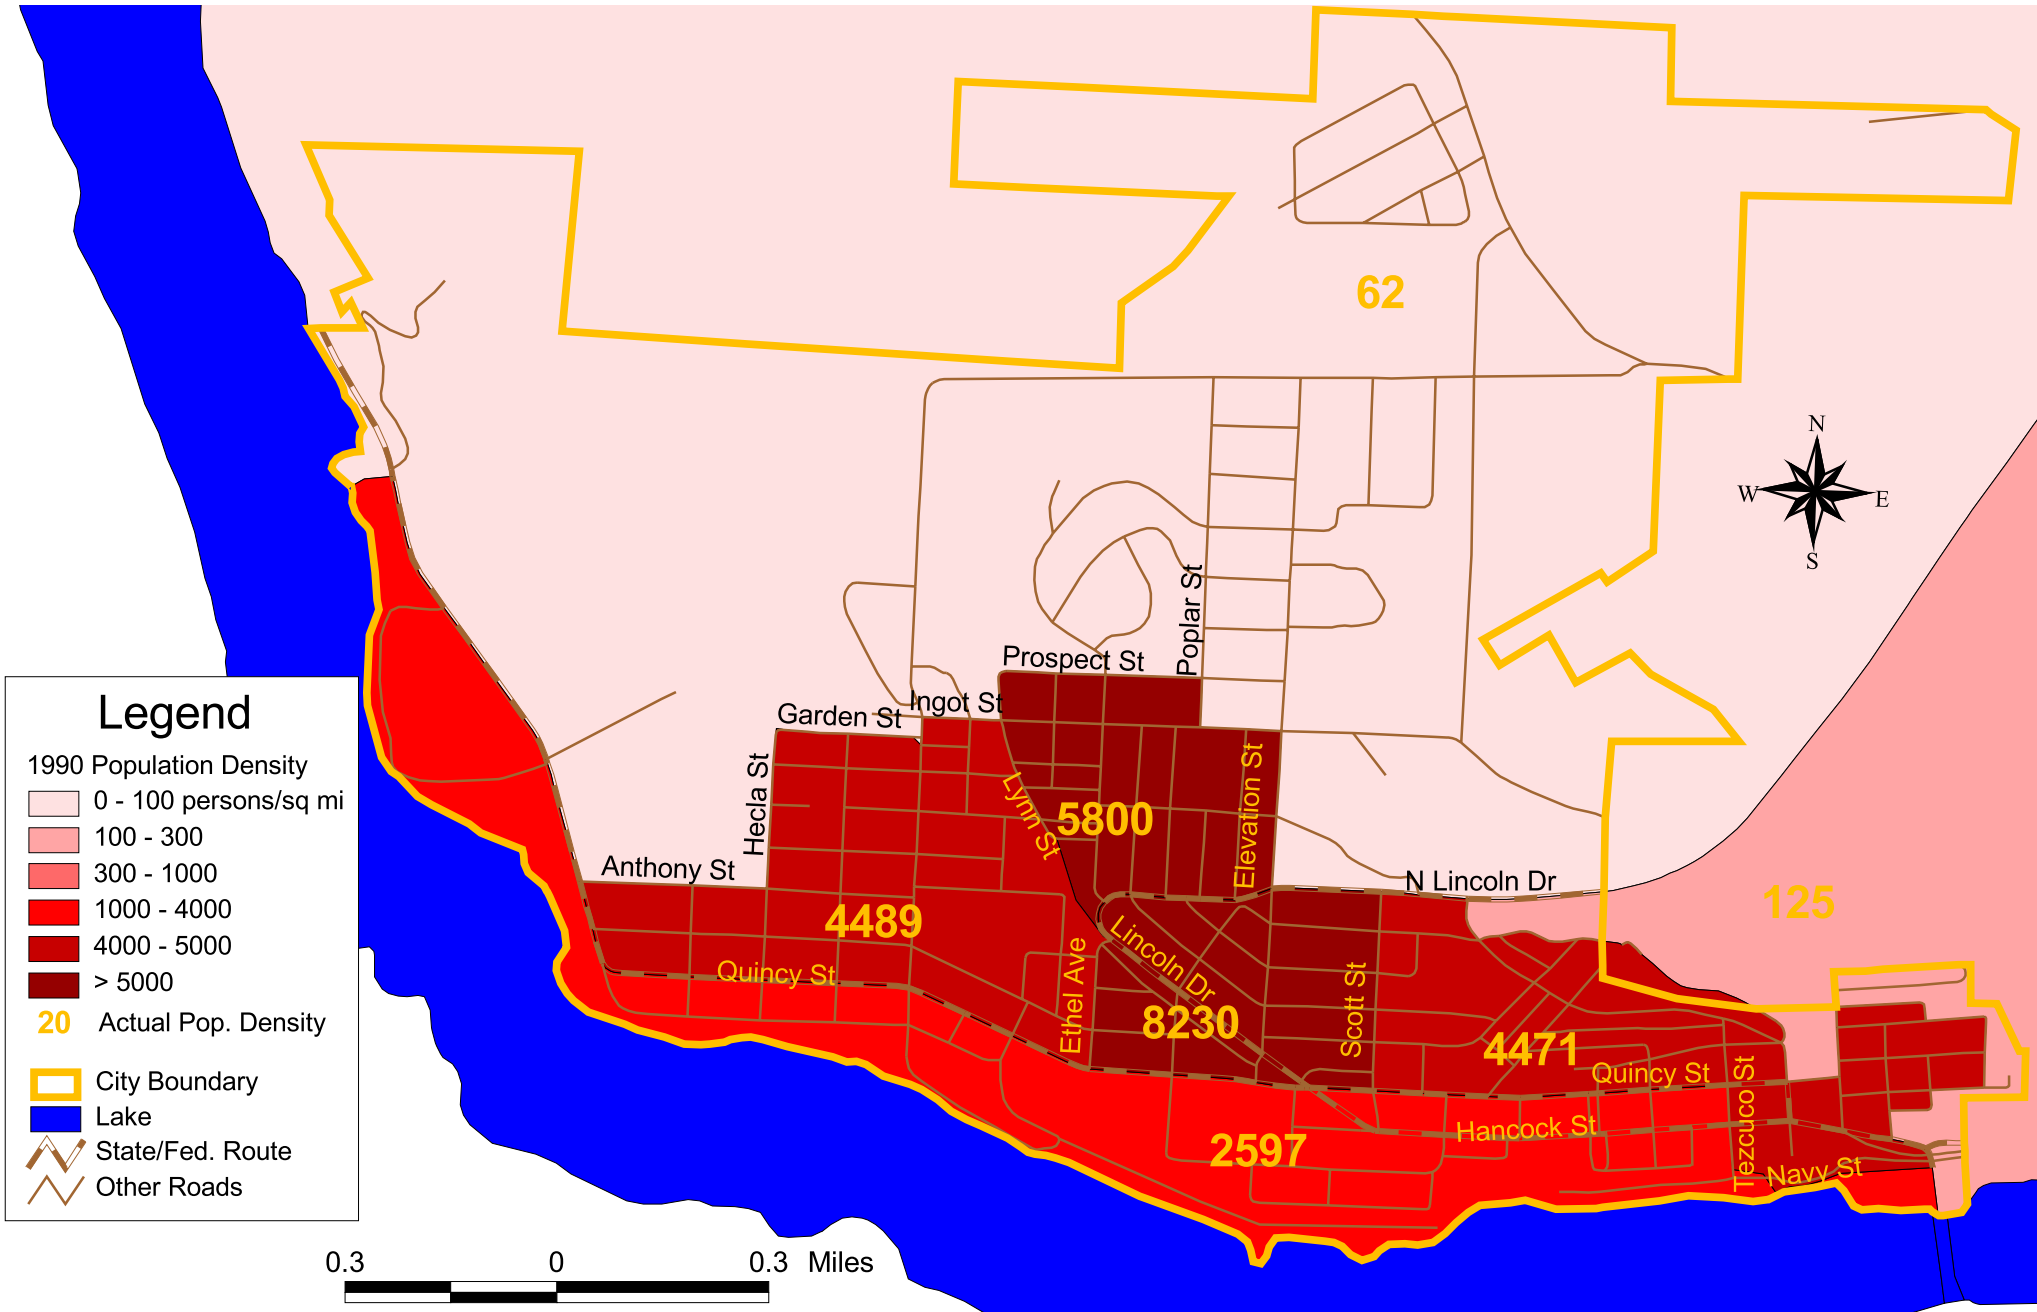 62
N
W
E
S
Poplar St
Prospect St
Ingot St
Garden St
Hecla St
Lynn St
5800
Elevation St
Anthony St
N Lincoln Dr
125
4489
Quincy St
Ethel Ave
Lincoln Dr
8230
Scott St
4471
Quincy St
Tezcuco St
Hancock St
2597
Navy St
Legend
1990 Population Density
0 - 100 persons/sq mi
100 - 300
300 - 1000
1000 - 4000
4000 - 5000
> 5000
20 Actual Pop. Density
City Boundary
Lake
State/Fed. Route
Other Roads
0.3 0 0.3 Miles